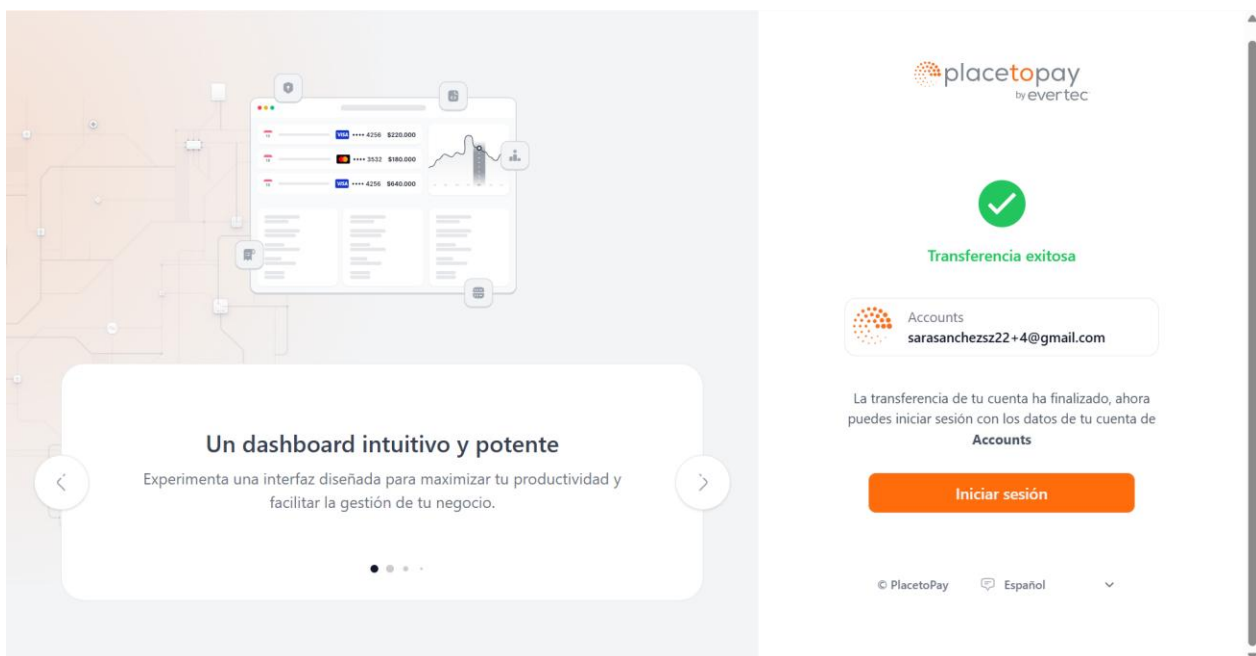 placetopay
by evertec
VISA •••• 4256 $220.000
•••• 3532 $180.000
VISA •••• 4256 $640.000
Transferencia exitosa
Accounts
sarasanchezsz22+4@gmail.com
La transferencia de tu cuenta ha finalizado, ahora
puedes iniciar sesión con los datos de tu cuenta de
Accounts
Iniciar sesión
Un dashboard intuitivo y potente
Experimenta una interfaz diseñada para maximizar tu productividad y
facilitar la gestión de tu negocio.
© PlacetoPay Español